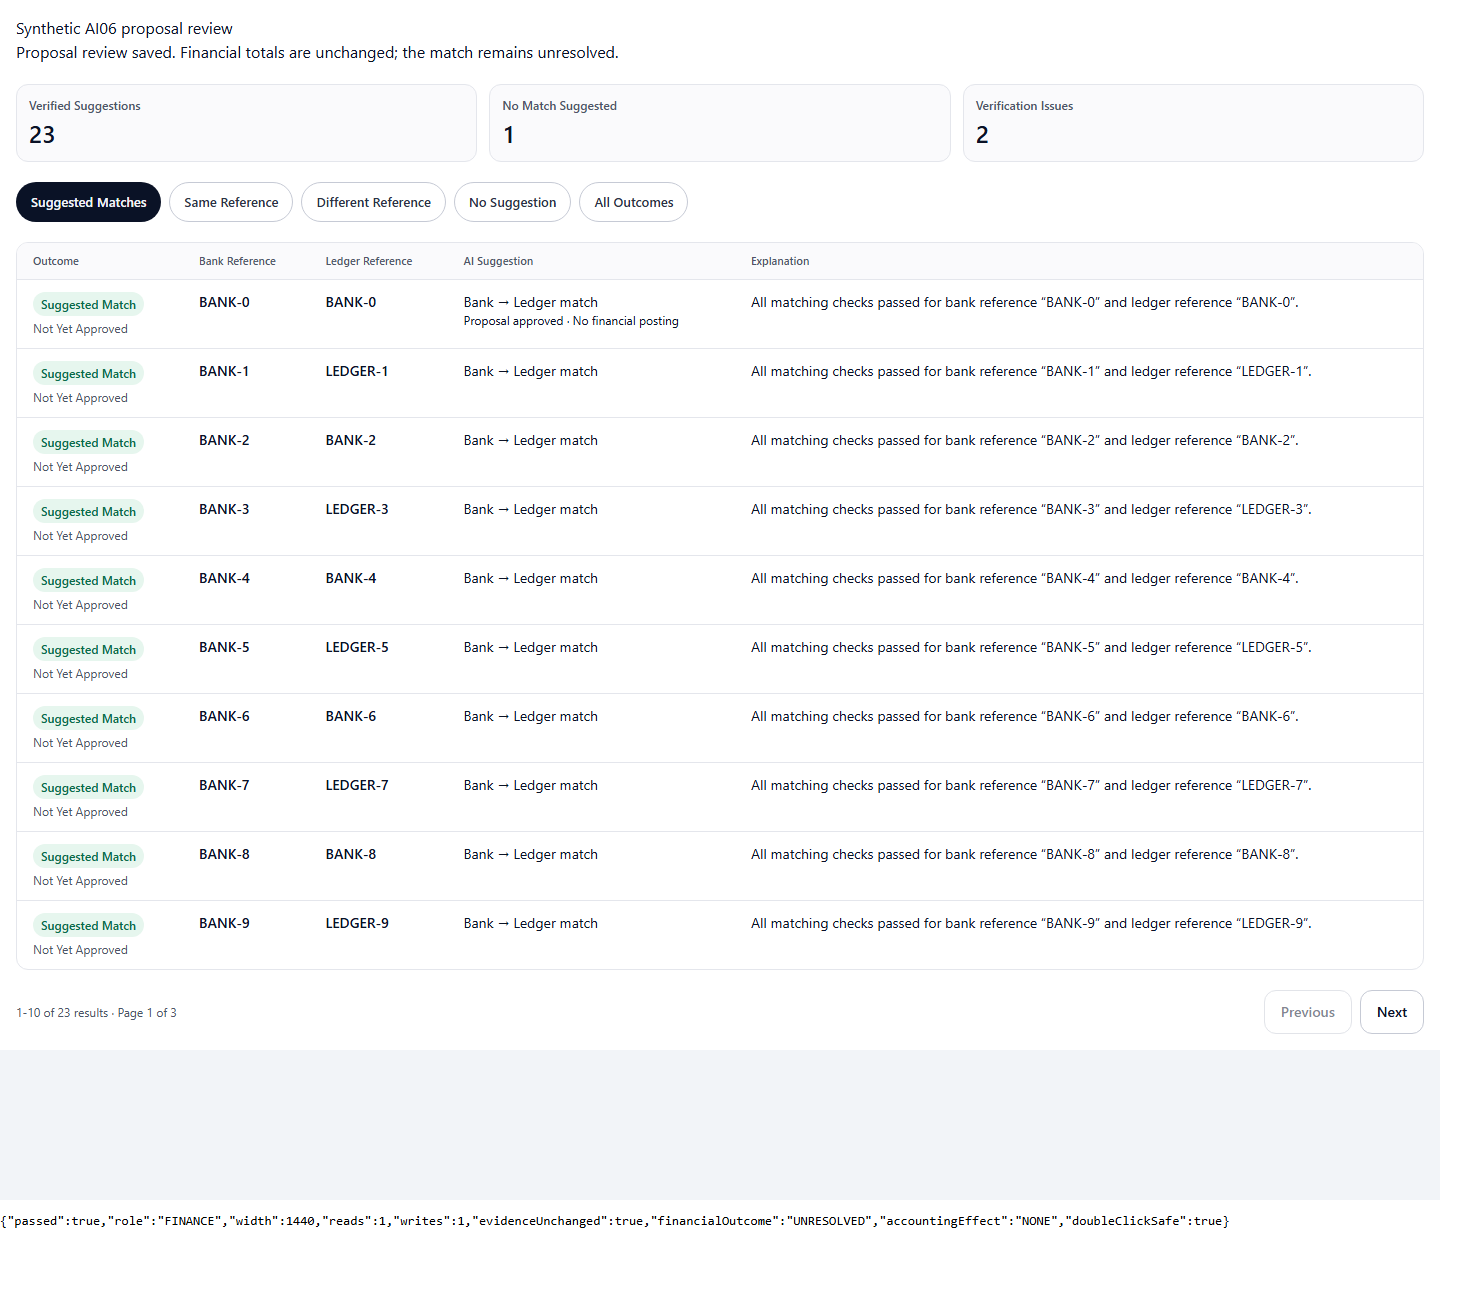 Synthetic AI06 proposal review
Proposal review saved. Financial totals are unchanged; the match remains unresolved.
Verified Suggestions
23
No Match Suggested
1
Verification Issues
2
Suggested Matches
Same Reference
Different Reference
No Suggestion
All Outcomes
Outcome Bank Reference Ledger Reference AI Suggestion Explanation
Suggested Match BANK-0 BANK-0 Bank → Ledger match All matching checks passed for bank reference “BANK-0” and ledger reference “BANK-0”.
Not Yet Approved Proposal approved · No financial posting
Suggested Match BANK-1 LEDGER-1 Bank → Ledger match All matching checks passed for bank reference “BANK-1” and ledger reference “LEDGER-1”.
Not Yet Approved
Suggested Match BANK-2 BANK-2 Bank → Ledger match All matching checks passed for bank reference “BANK-2” and ledger reference “BANK-2”.
Not Yet Approved
Suggested Match BANK-3 LEDGER-3 Bank → Ledger match All matching checks passed for bank reference “BANK-3” and ledger reference “LEDGER-3”.
Not Yet Approved
Suggested Match BANK-4 BANK-4 Bank → Ledger match All matching checks passed for bank reference “BANK-4” and ledger reference “BANK-4”.
Not Yet Approved
Suggested Match BANK-5 LEDGER-5 Bank → Ledger match All matching checks passed for bank reference “BANK-5” and ledger reference “LEDGER-5”.
Not Yet Approved
Suggested Match BANK-6 BANK-6 Bank → Ledger match All matching checks passed for bank reference “BANK-6” and ledger reference “BANK-6”.
Not Yet Approved
Suggested Match BANK-7 LEDGER-7 Bank → Ledger match All matching checks passed for bank reference “BANK-7” and ledger reference “LEDGER-7”.
Not Yet Approved
Suggested Match BANK-8 BANK-8 Bank → Ledger match All matching checks passed for bank reference “BANK-8” and ledger reference “BANK-8”.
Not Yet Approved
Suggested Match BANK-9 LEDGER-9 Bank → Ledger match All matching checks passed for bank reference “BANK-9” and ledger reference “LEDGER-9”.
Not Yet Approved
1-10 of 23 results · Page 1 of 3
Previous
Next
{"passed":true,"role":"FINANCE","width":1440,"reads":1,"writes":1,"evidenceUnchanged":true,"financialOutcome":"UNRESOLVED","accountingEffect":"NONE","doubleClickSafe":true}